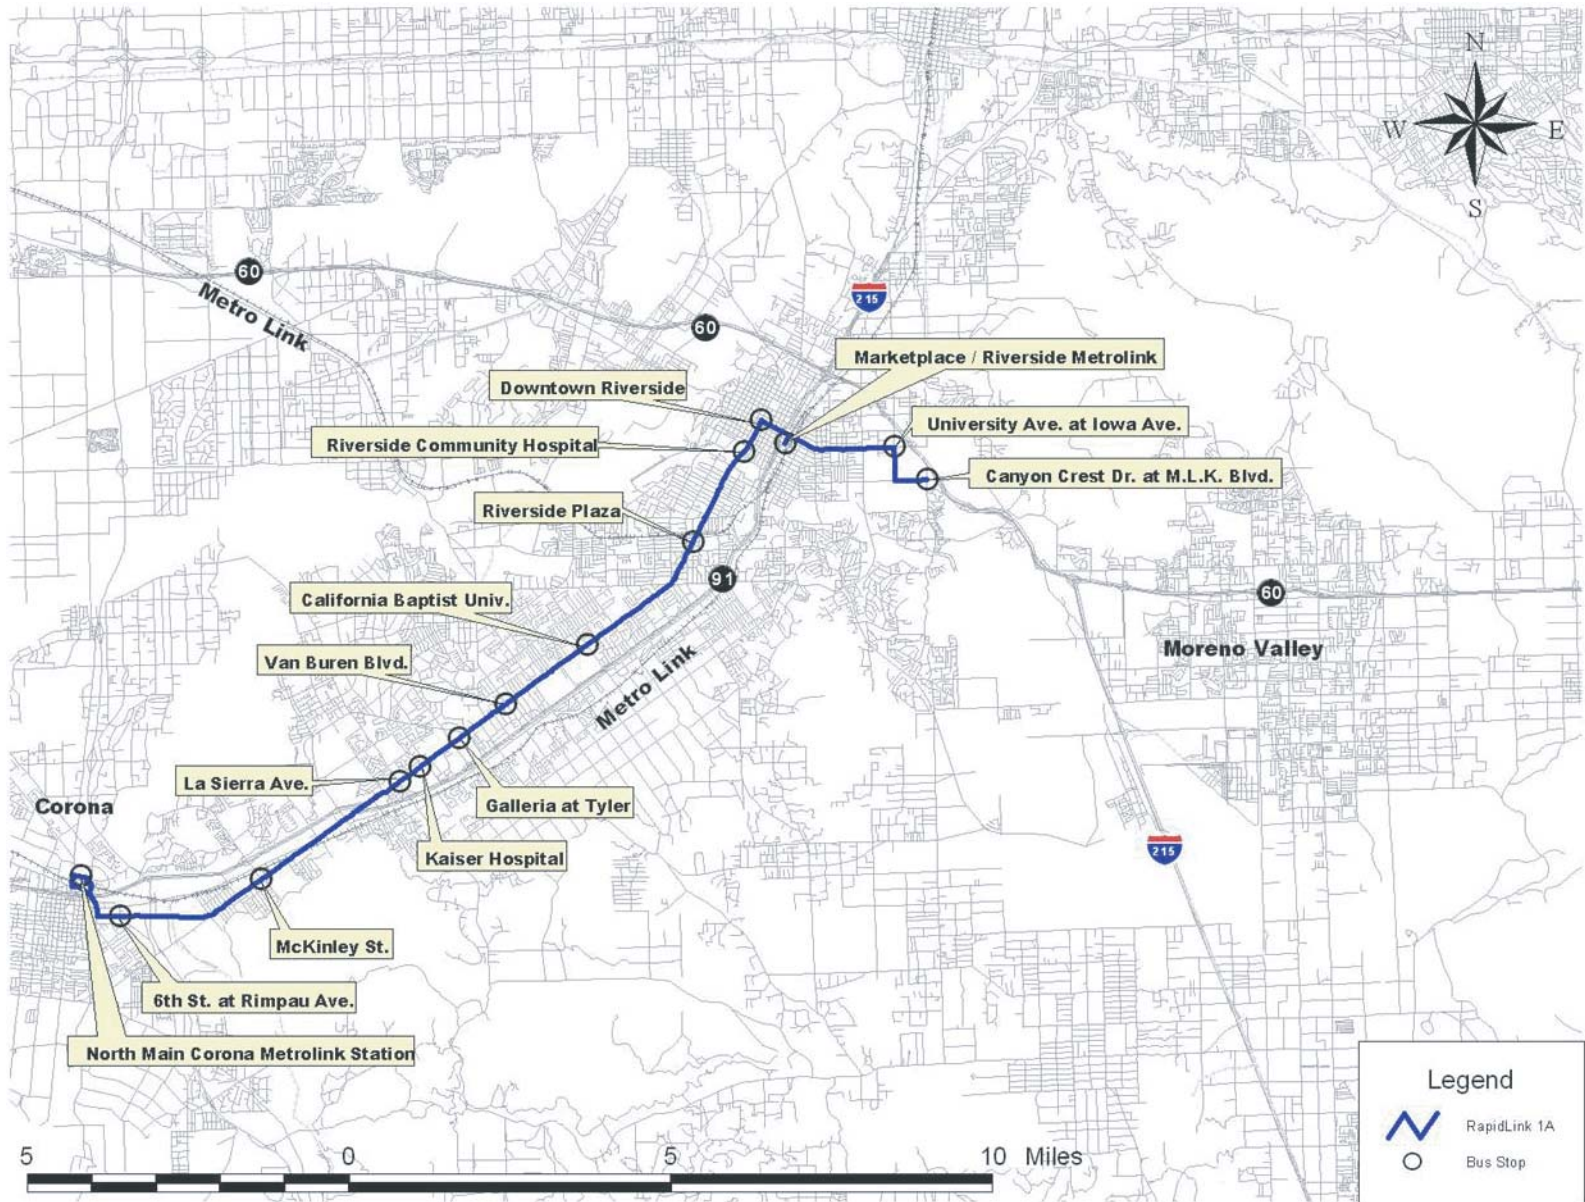 N
W E
S
60
Metro Link
215
60
Marketplace / Riverside Metrolink
Downtown Riverside
University Ave. at Iowa Ave.
Riverside Community Hospital
Canyon Crest Dr. at M.L.K. Blvd.
Riverside Plaza
91
60
California Baptist Univ.
Moreno Valley
Van Buren Blvd.
Metro Link
La Sierra Ave.
Galleria at Tyler
Corona
215
Kaiser Hospital
McKinley St.
6th St. at Rimpau Ave.
North Main Corona Metrolink Station
Legend
RapidLink 1A
Bus Stop
5 0 5 10 Miles